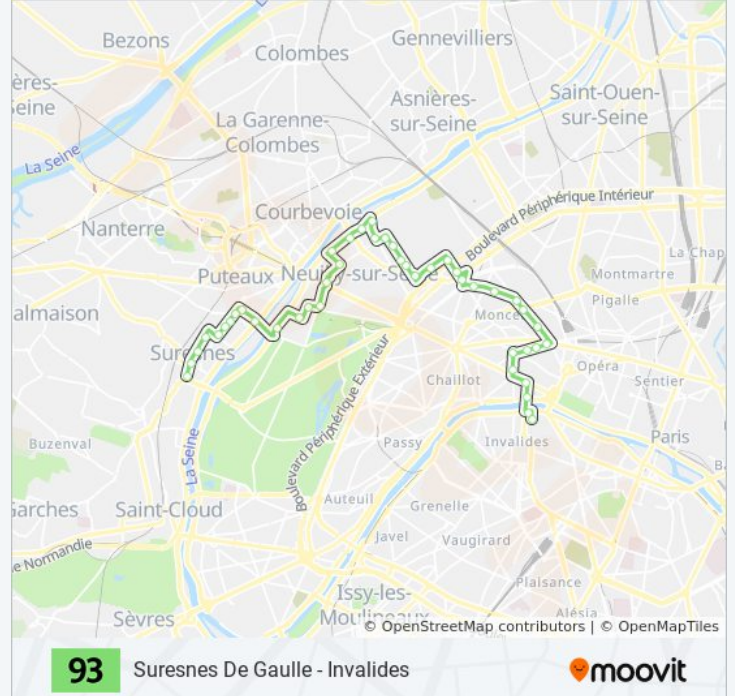 Bezons
Colombes
Gennevilliers
ères-
Seine
Asnières-
sur-Seine
Saint-Ouen-
sur-Seine
La Garenne-
Colombes
La Seine
Boulevard Périphérique Intérieur
Courbevoie
Nanterre
La Chap
Puteaux
Neuilly-sur-Seine
Montmartre
Pigalle
almaison
Monce
Suresnes
Opéra
Chaillot
Sentier
Boulevard Périphérique Extérieur
La Seine
Buzenval
Passy
Invalides
Paris
B
Garches
Saint-Cloud
Auteuil
Grenelle
Javel
Vaugirard
e Normandie
Plaisance
Issy-les-
Moulineaux
Alésia
Sèvres
© OpenStreetMap contributors | © OpenMapTiles
93 Suresnes De Gaulle - Invalides
moovit